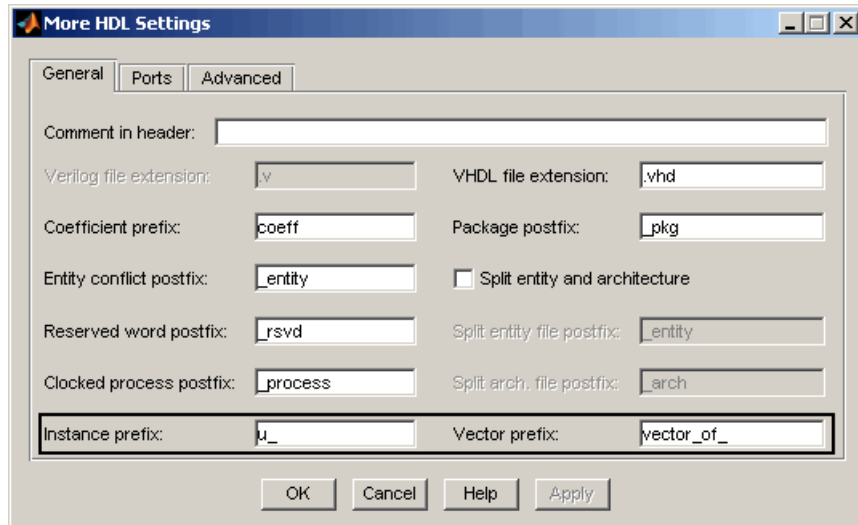 More HDL Settings
General Ports Advanced
Comment in header:
Verilog file extension: .v VHDL file extension: .vhd
Coefficient prefix: coeff Package postfix: _pkg
Entity conflict postfix: _entity Split entity and architecture
Reserved word postfix: _rsvd Split entity file postfix: _entity
Clocked process postfix: _process Split arch. file postfix: _arch
Instance prefix: u_ Vector prefix: vector_of_
OK Cancel Help Apply